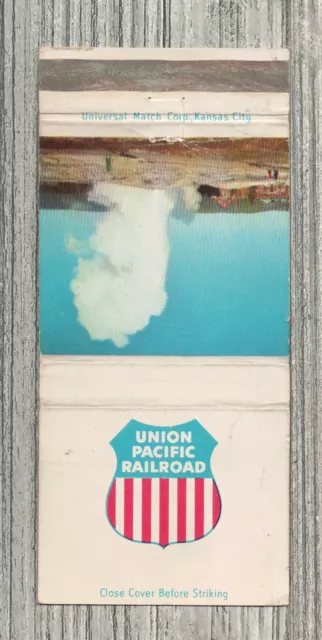 Universal Match Corp., Kansas City
UNION
PACIFIC
RAILROAD
Close Cover Before Striking